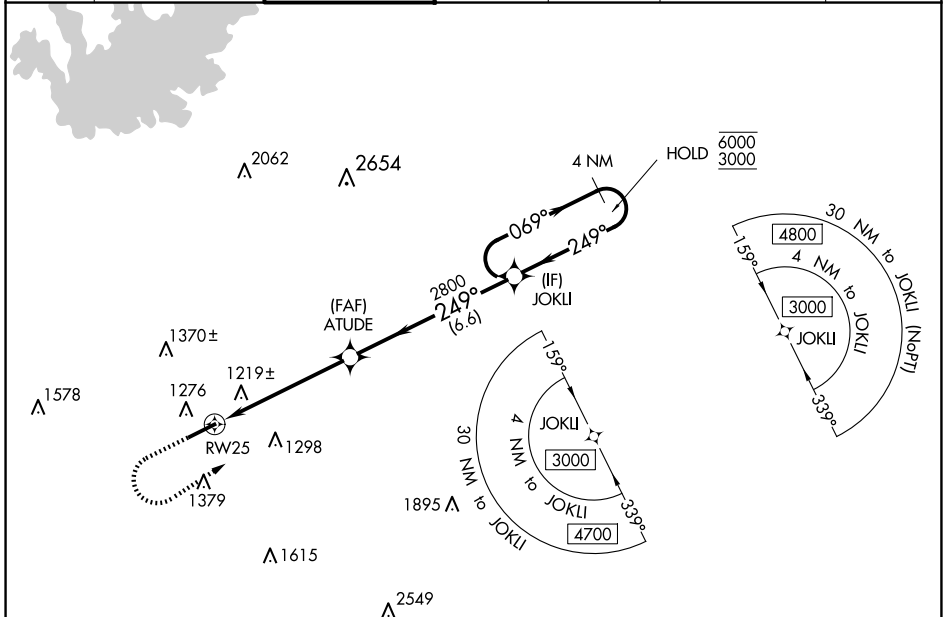 2062
2654
4 NM
HOLD 6000
3000
069°
249°
(IF)
JOKLI
2800
249°
(6.6)
(FAF)
ATUDE
30 NM to JOKLI (NoPT)
4800
159°
4 NM to JOKLI
3000
JOKLI
339°
1370±
1219±
1276
1578
RW25
1298
1379
159°
JOKLI
3000
4 NM to JOKLI
30 NM to JOKLI
339°
4700
1895
1615
2549